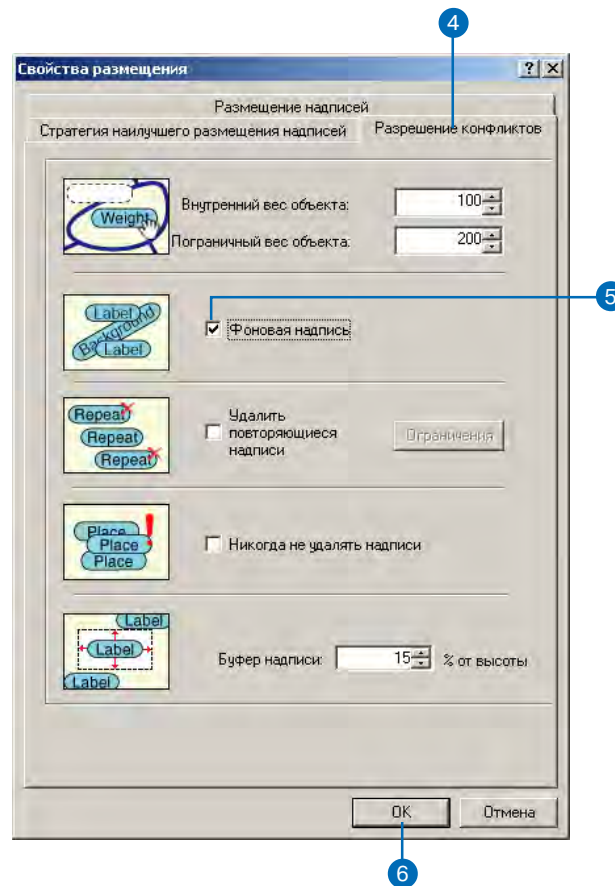 4
Свойства размещения
Размещение надписей
Стратегия наилучшего размещения надписей
Разрешение конфликтов
Weight
Внутренний вес объекта:
100
Пограничный вес объекта:
200
5
Label
Background
Label
Фоновая надпись
Repeat
Repeat
Repeat
Удалить
повторяющиеся
надписи
Ограничения
Place
Place
Place
!
Никогда не удалять надписи
Label
Label
Label
Буфер надписи:
15
% от высоты
OK
Отмена
6